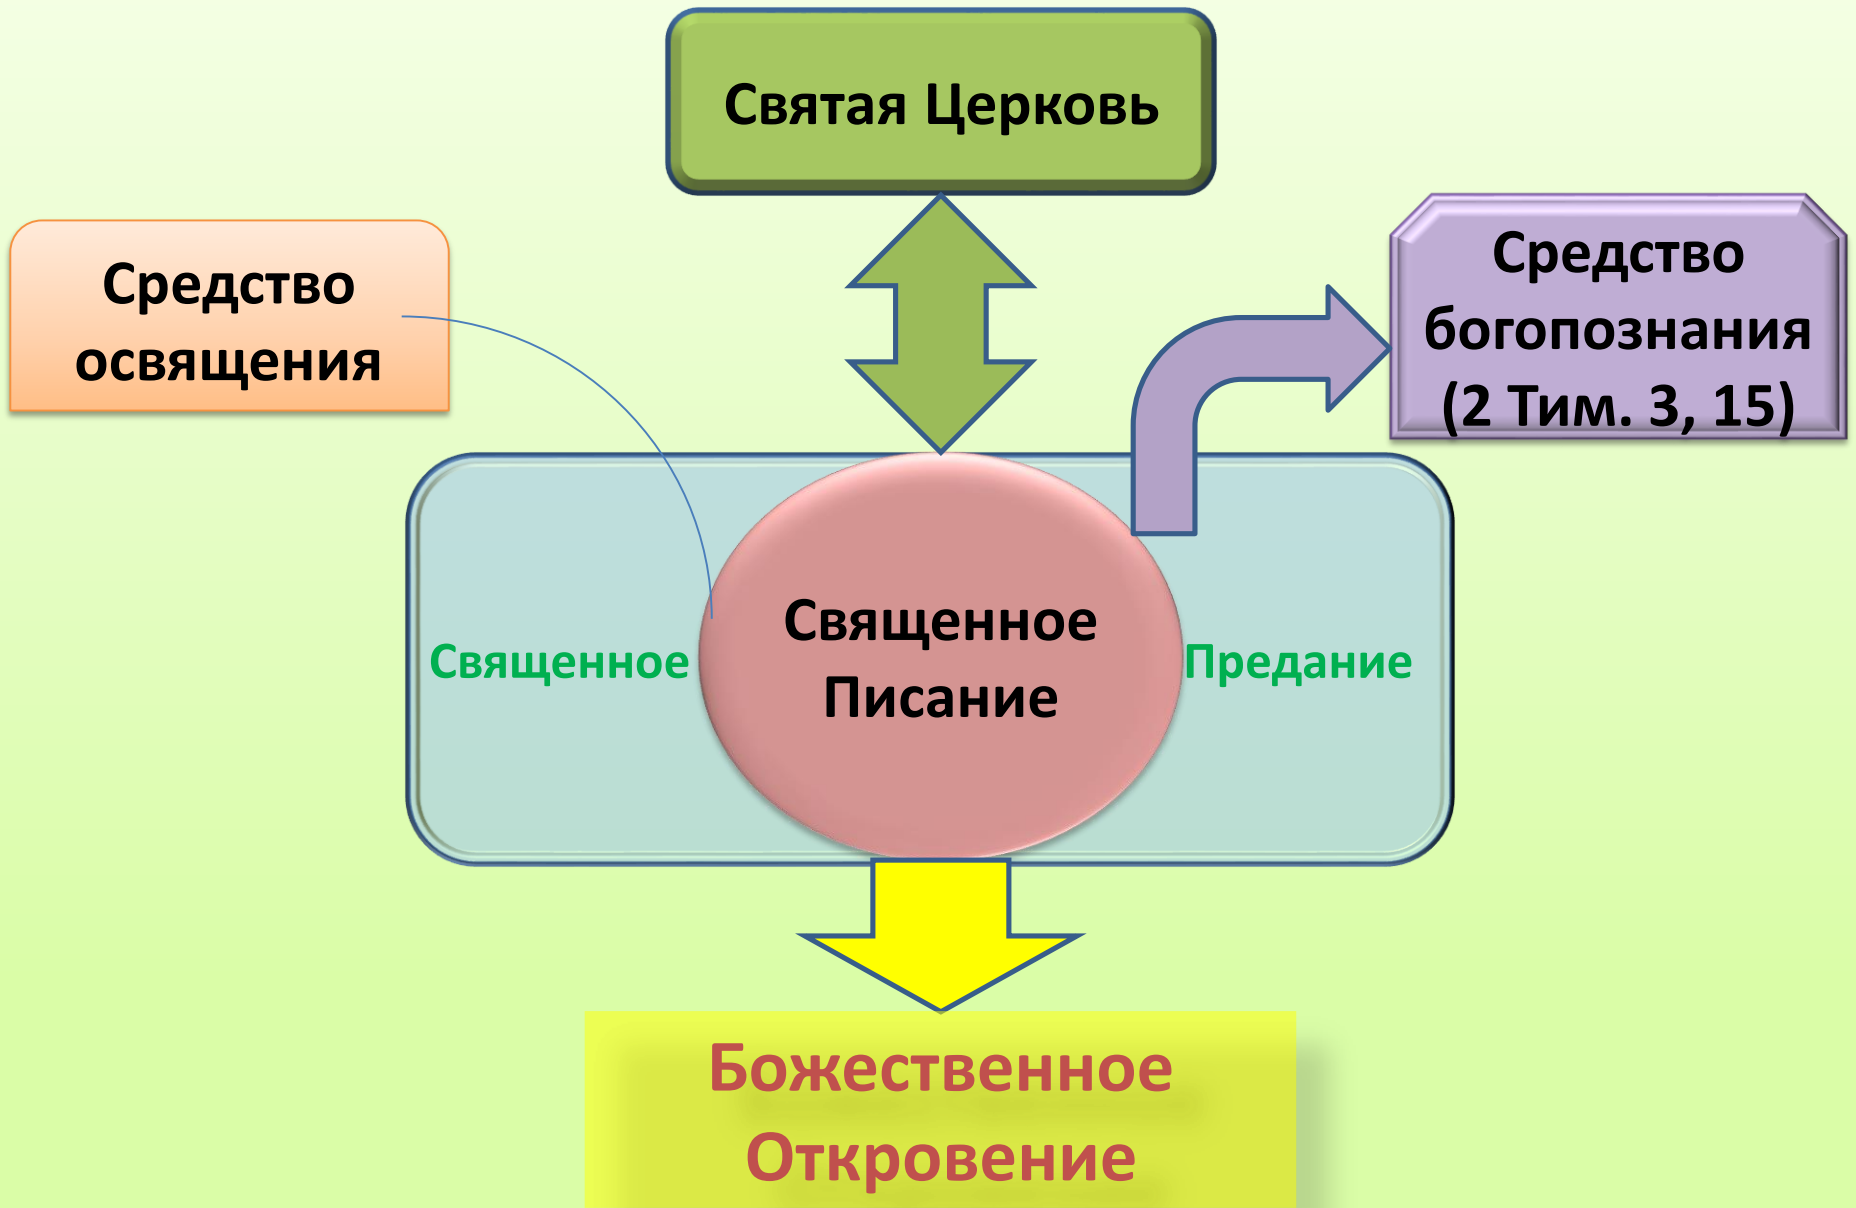 Святая Церковь
Средство
освящения
Средство
богопознания
(2 Тим. 3, 15)
Священное
Священное
Писание
Предание
Божественное
Откровение